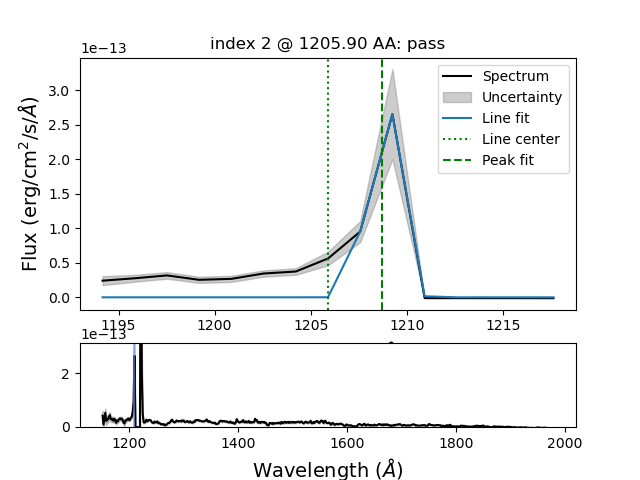 index 2 @ 1205.90 AA: pass
1e−13
Flux (erg/cm²/s/Å)
3.0
2.5
2.0
1.5
1.0
0.5
0.0
Spectrum
Uncertainty
Line fit
Line center
Peak fit
1195
1200
1205
1210
1215
1e−13
2
0
1200
1400
1600
1800
2000
Wavelength (Å)